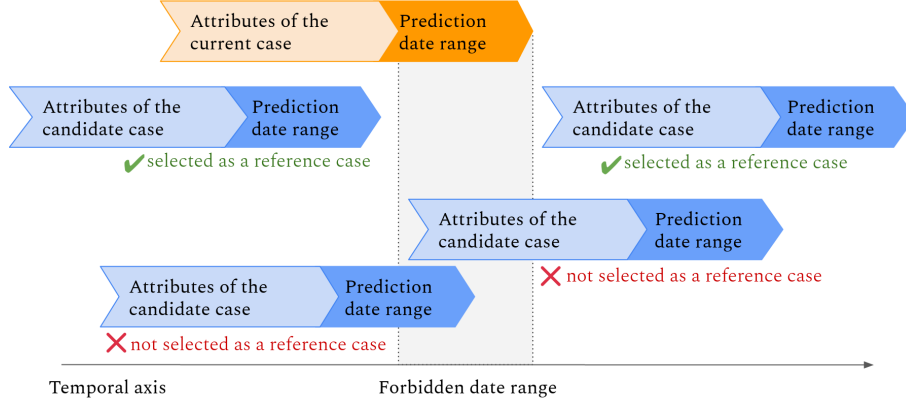 Attributes of the
current case
Prediction
date range
Attributes of the
candidate case
Prediction
date range
✔ selected as a reference case
Attributes of the
candidate case
Prediction
date range
✔ selected as a reference case
Attributes of the
candidate case
Prediction
date range
❌ not selected as a reference case
Attributes of the
candidate case
Prediction
date range
❌ not selected as a reference case
Temporal axis
Forbidden date range